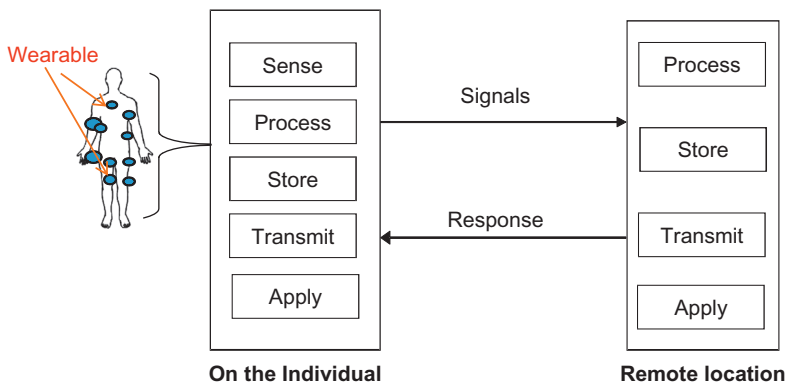 Wearable
Sense
Process
Store
Transmit
Apply
On the Individual
Signals
Response
Process
Store
Transmit
Apply
Remote location